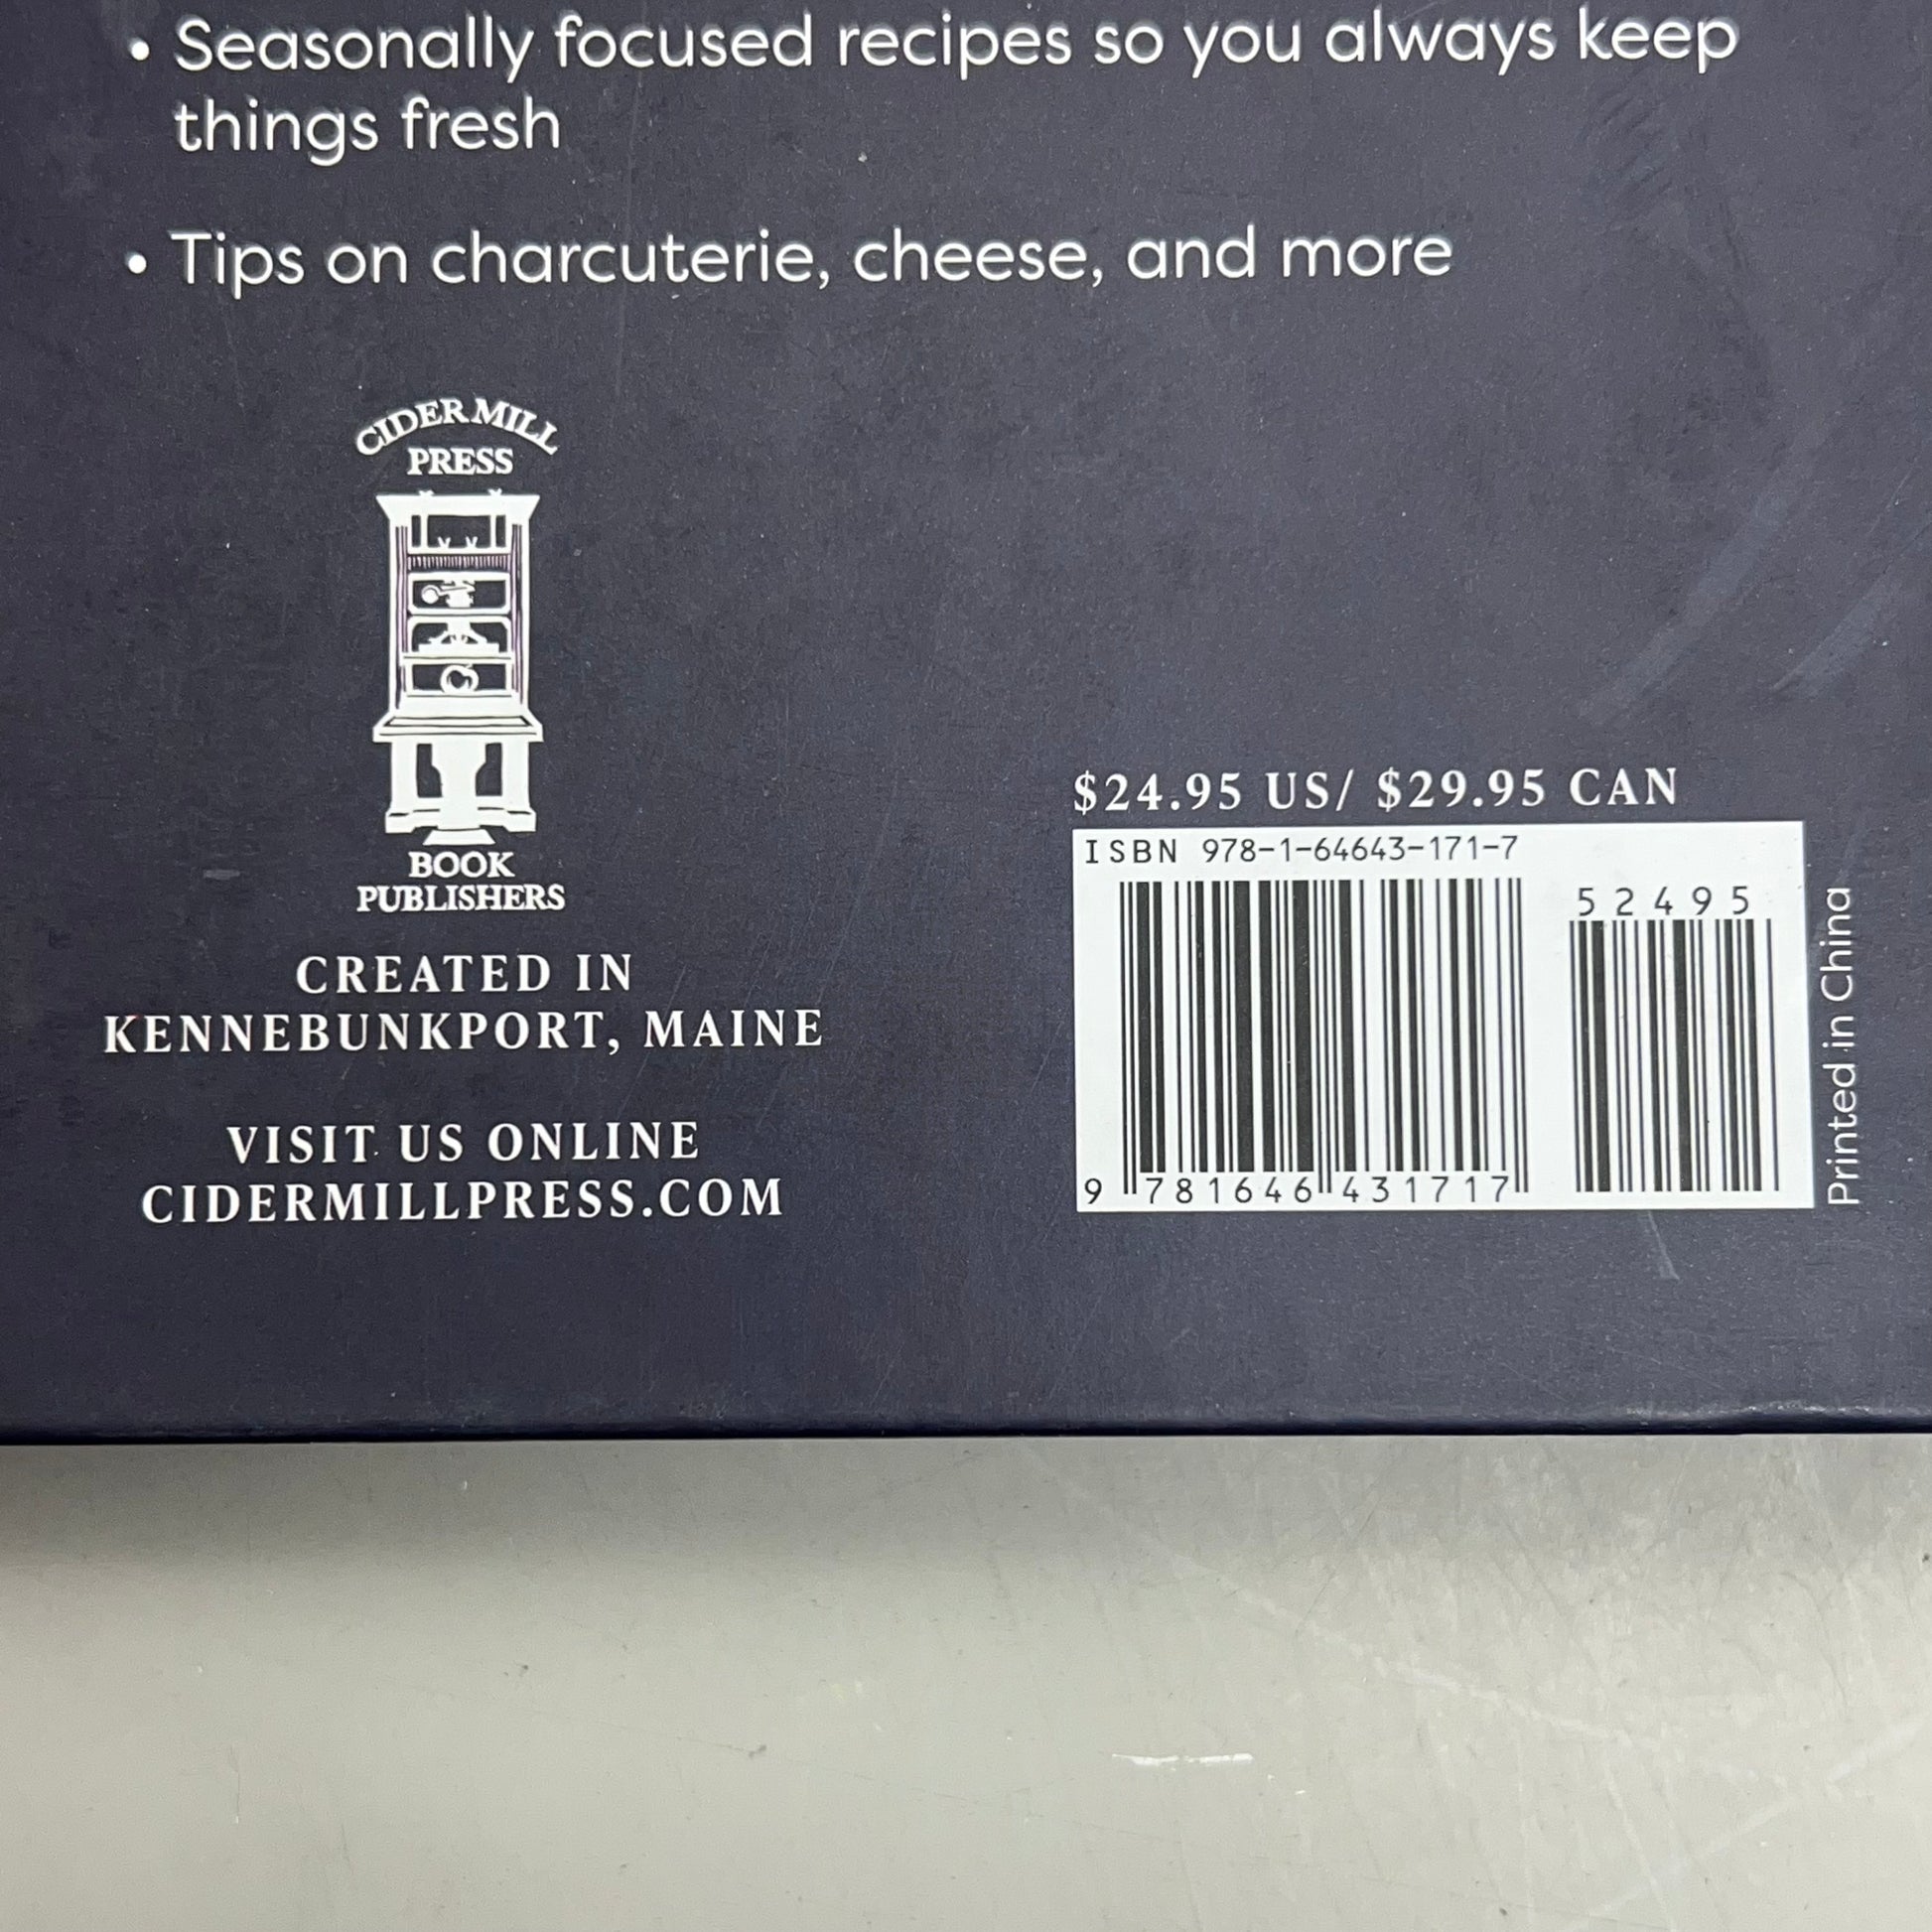 • Seasonally focused recipes so you always keep
things fresh
• Tips on charcuterie, cheese, and more
CIDER MILL
PRESS
BOOK
PUBLISHERS
CREATED IN
KENNEBUNKPORT, MAINE
VISIT US ONLINE
CIDERMILLPRESS.COM
$24.95 US/ $29.95 CAN
ISBN 978-1-64643-171-7
52495
9 781646 431717
Printed in China